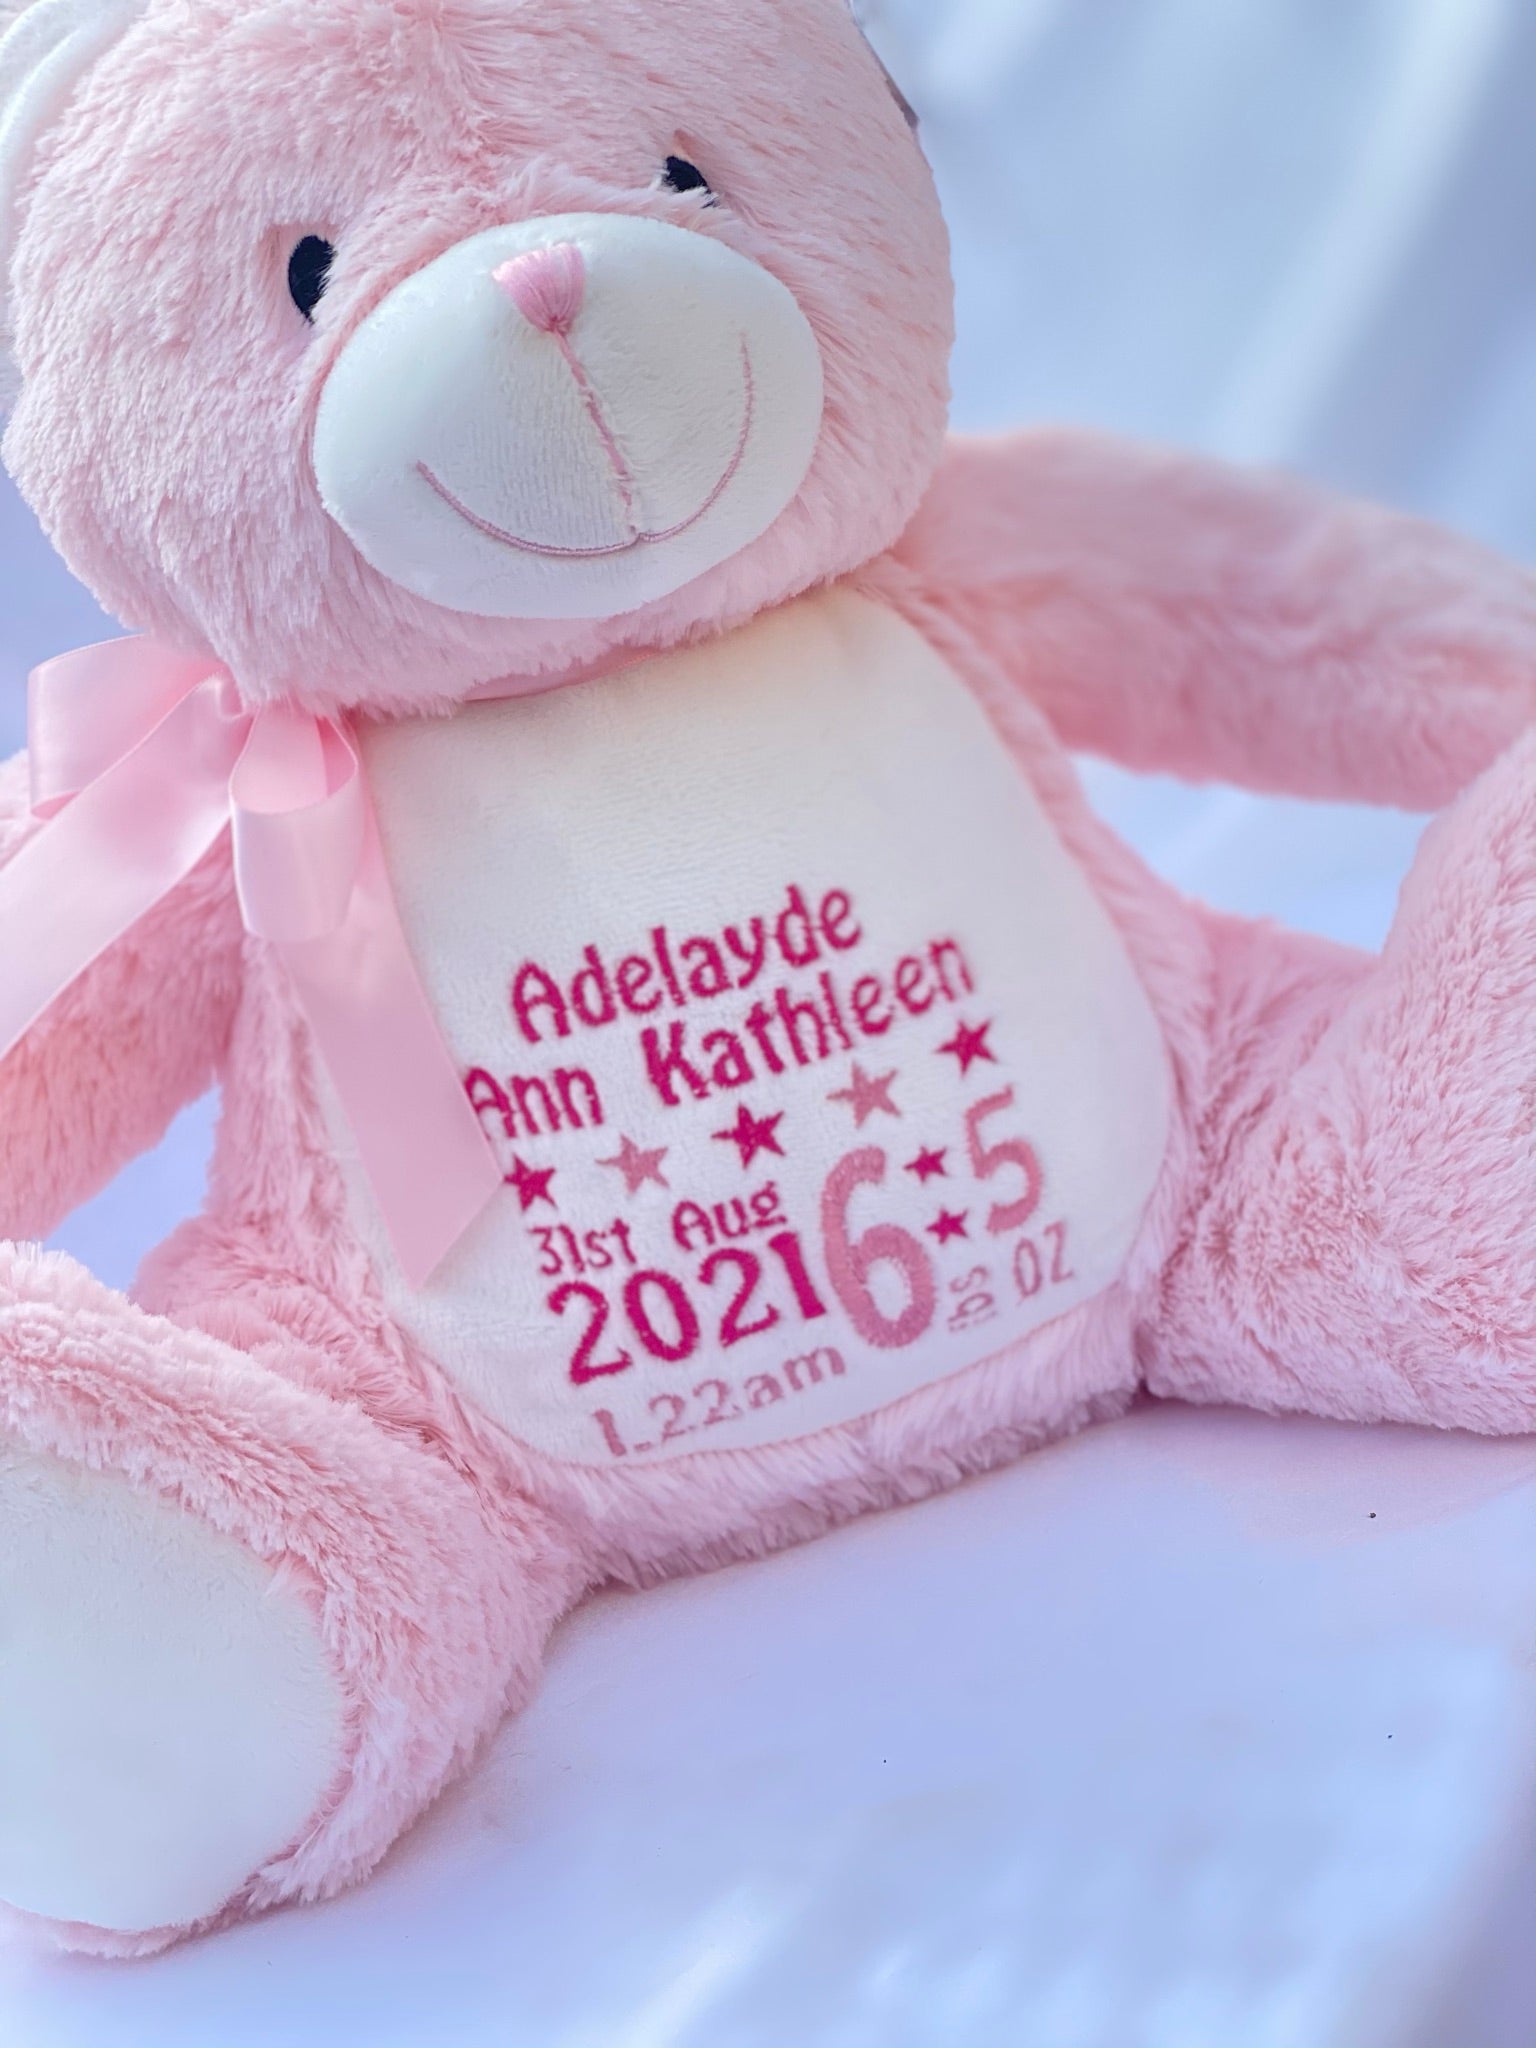 Adelayde
Ann Kathleen
31st Aug
2021
1.22am
6 lbs
5 oz